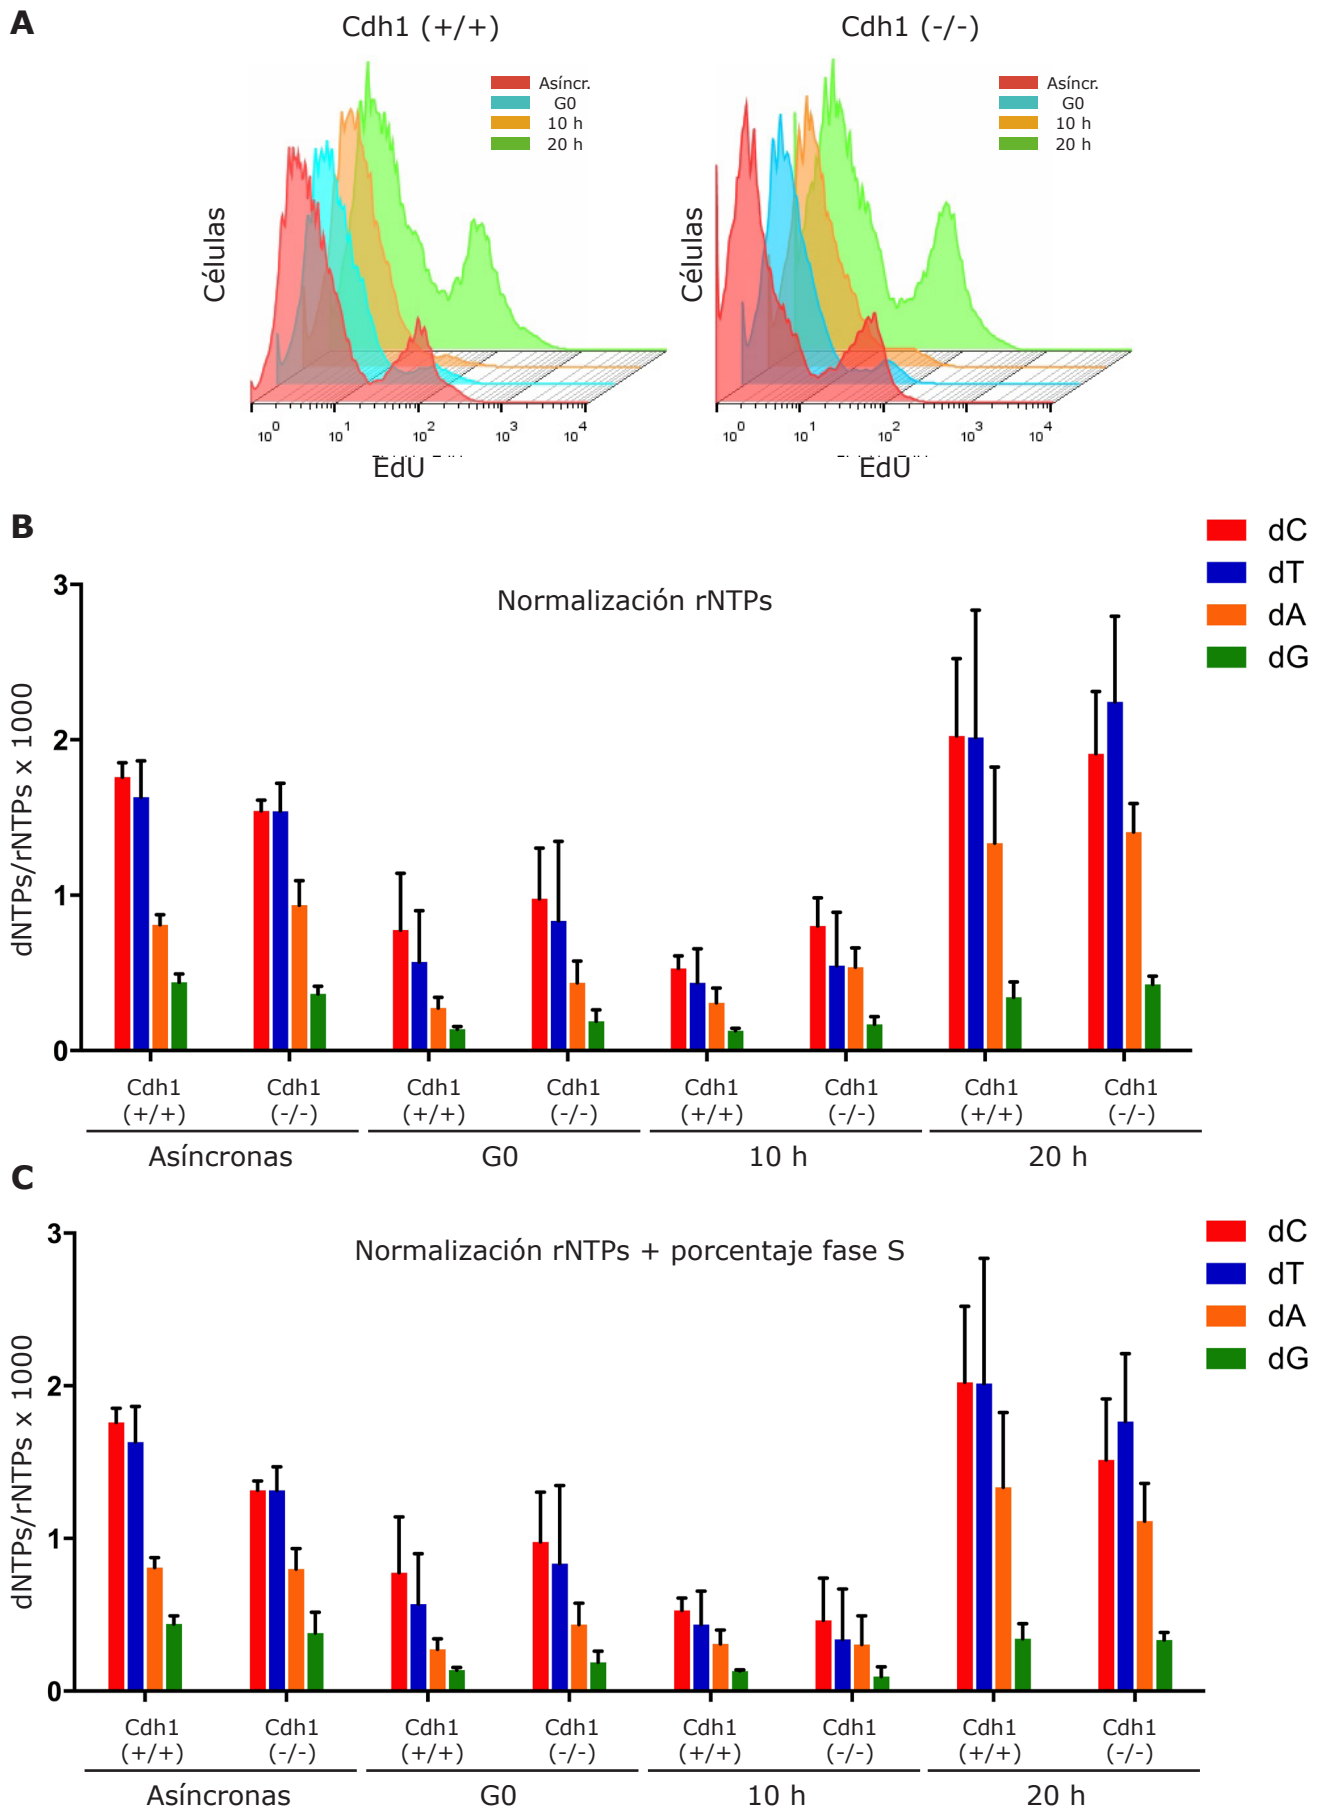 A
Cdh1 (+/+)
Cdh1 (-/-)
Asíncr.
G0
10 h
20 h
Asíncr.
G0
10 h
20 h
Células
Células
10^0 10^1 10^2 10^3 10^4
10^0 10^1 10^2 10^3 10^4
EdU
EdU
B
dC
dT
dA
dG
Normalización rNTPs
dNTPs/rNTPs x 1000
3
2
1
0
Cdh1 Cdh1 Cdh1 Cdh1 Cdh1 Cdh1 Cdh1 Cdh1
(+/+) (-/-) (+/+) (-/-) (+/+) (-/-) (+/+) (-/-)
Asíncronas G0 10 h 20 h
C
dC
dT
dA
dG
Normalización rNTPs + porcentaje fase S
dNTPs/rNTPs x 1000
3
2
1
0
Cdh1 Cdh1 Cdh1 Cdh1 Cdh1 Cdh1 Cdh1 Cdh1
(+/+) (-/-) (+/+) (-/-) (+/+) (-/-) (+/+) (-/-)
Asíncronas G0 10 h 20 h